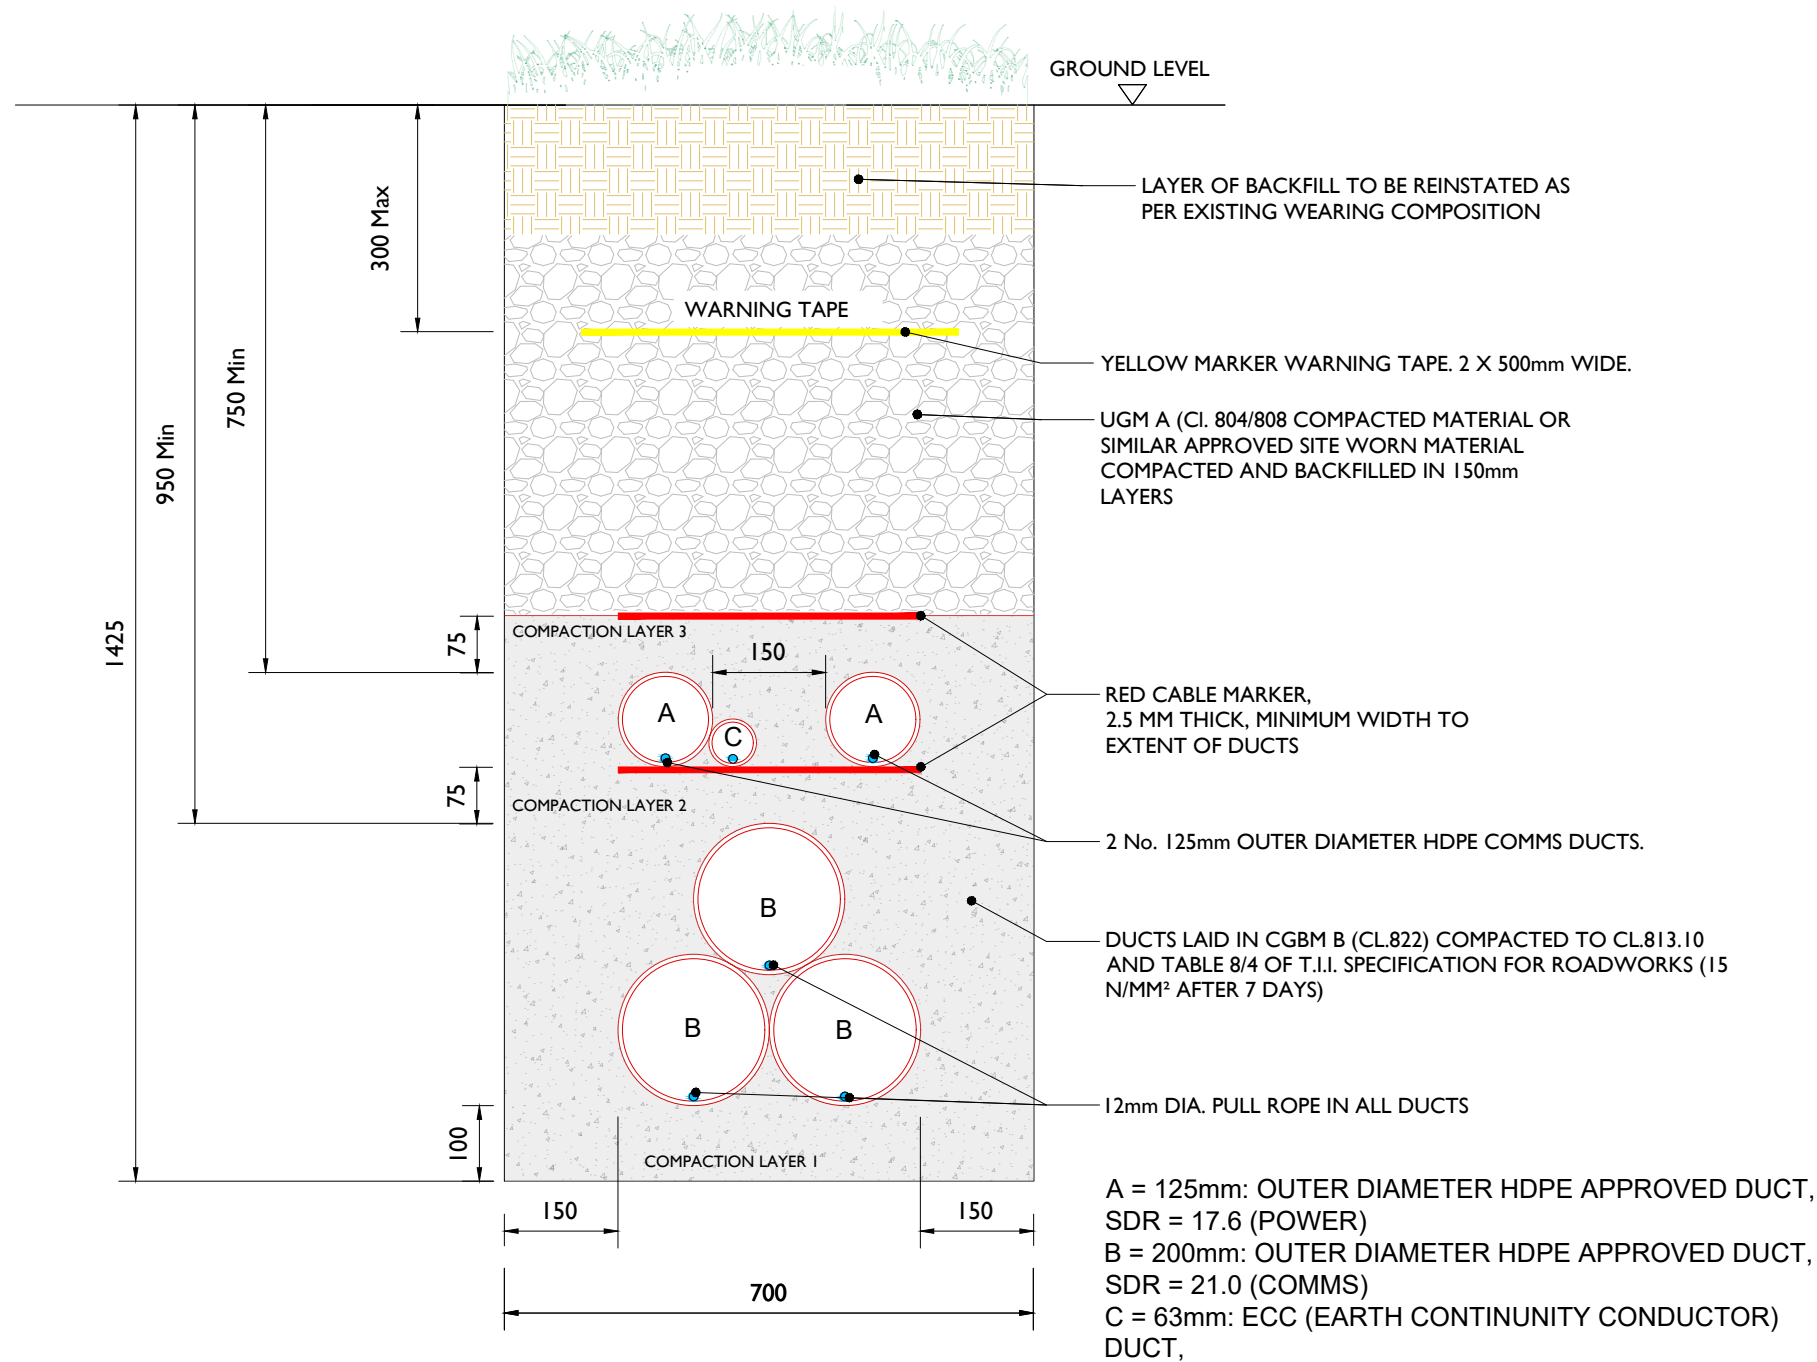 GROUND LEVEL
LAYER OF BACKFILL TO BE REINSTATED AS
PER EXISTING WEARING COMPOSITION
300 Max
WARNING TAPE
YELLOW MARKER WARNING TAPE. 2 X 500mm WIDE.
750 Min
UGM A (Cl. 804/808 COMPACTED MATERIAL OR
SIMILAR APPROVED SITE WORN MATERIAL
COMPACTED AND BACKFILLED IN 150mm
LAYERS
950 Min
1425
75
COMPACTION LAYER 3
150
RED CABLE MARKER,
2.5 MM THICK, MINIMUM WIDTH TO
EXTENT OF DUCTS
A
C
A
75
COMPACTION LAYER 2
2 No. 125mm OUTER DIAMETER HDPE COMMS DUCTS.
B
DUCTS LAID IN CGBM B (CL.822) COMPACTED TO CL.813.10
AND TABLE 8/4 OF T.I.I. SPECIFICATION FOR ROADWORKS (15
N/MM² AFTER 7 DAYS)
B
B
12mm DIA. PULL ROPE IN ALL DUCTS
100
COMPACTION LAYER 1
150
150
700
A = 125mm: OUTER DIAMETER HDPE APPROVED DUCT,
SDR = 17.6 (POWER)
B = 200mm: OUTER DIAMETER HDPE APPROVED DUCT,
SDR = 21.0 (COMMS)
C = 63mm: ECC (EARTH CONTINUNITY CONDUCTOR)
DUCT,